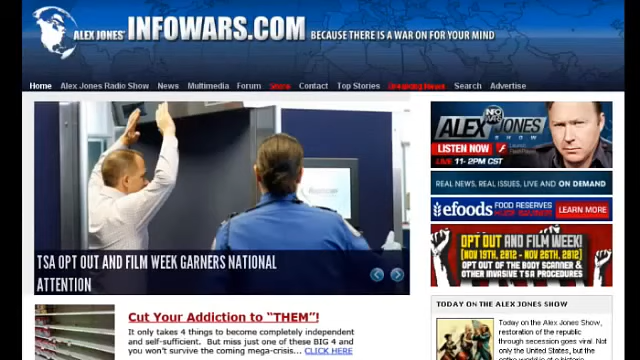 ALEX JONES' INFOWARS.COM BECAUSE THERE IS A WAR ON FOR YOUR MIND
Home Alex Jones Radio Show News Multimedia Forum Store Contact Top Stories Breaking News Search Advertise
INFO WARS
ALEX JONES
SHOW
LISTEN NOW
LIVE 11-2PM CST
REAL NEWS, REAL ISSUES, LIVE AND ON DEMAND
efoods FOOD RESERVES
LEARN MORE
OPT OUT AND FILM WEEK!
[NOV 19TH, 2012 - NOV 26TH, 2012]
OPT OUT OF THE BODY SCANNER &
OTHER INVASIVE TSA PROCEDURES
TSA OPT OUT AND FILM WEEK GARNERS NATIONAL
ATTENTION
Cut Your Addiction to "THEM"!
It only takes 4 things to become completely independent
and self-sufficient. But miss just one of these BIG 4 and
you won't survive the coming mega-crisis... CLICK HERE
TODAY ON THE ALEX JONES SHOW
Today on the Alex Jones Show,
restoration of the republic
through secession goes viral. Not
only the United States, but the